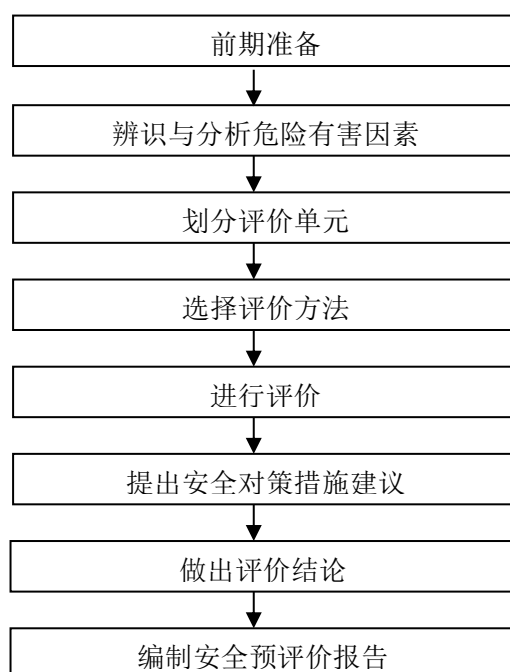 前期准备
辨识与分析危险有害因素
划分评价单元
选择评价方法
进行评价
提出安全对策措施建议
做出评价结论
编制安全预评价报告